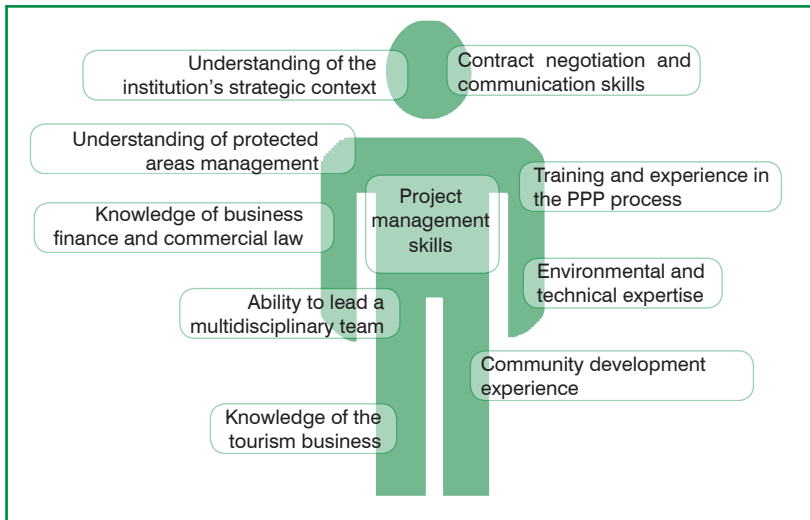 Understanding of the
institution’s strategic context
Contract negotiation and
communication skills
Understanding of protected
areas management
Training and experience in
the PPP process
Project
management
skills
Knowledge of business
finance and commercial law
Environmental and
technical expertise
Ability to lead a
multidisciplinary team
Community development
experience
Knowledge of the
tourism business